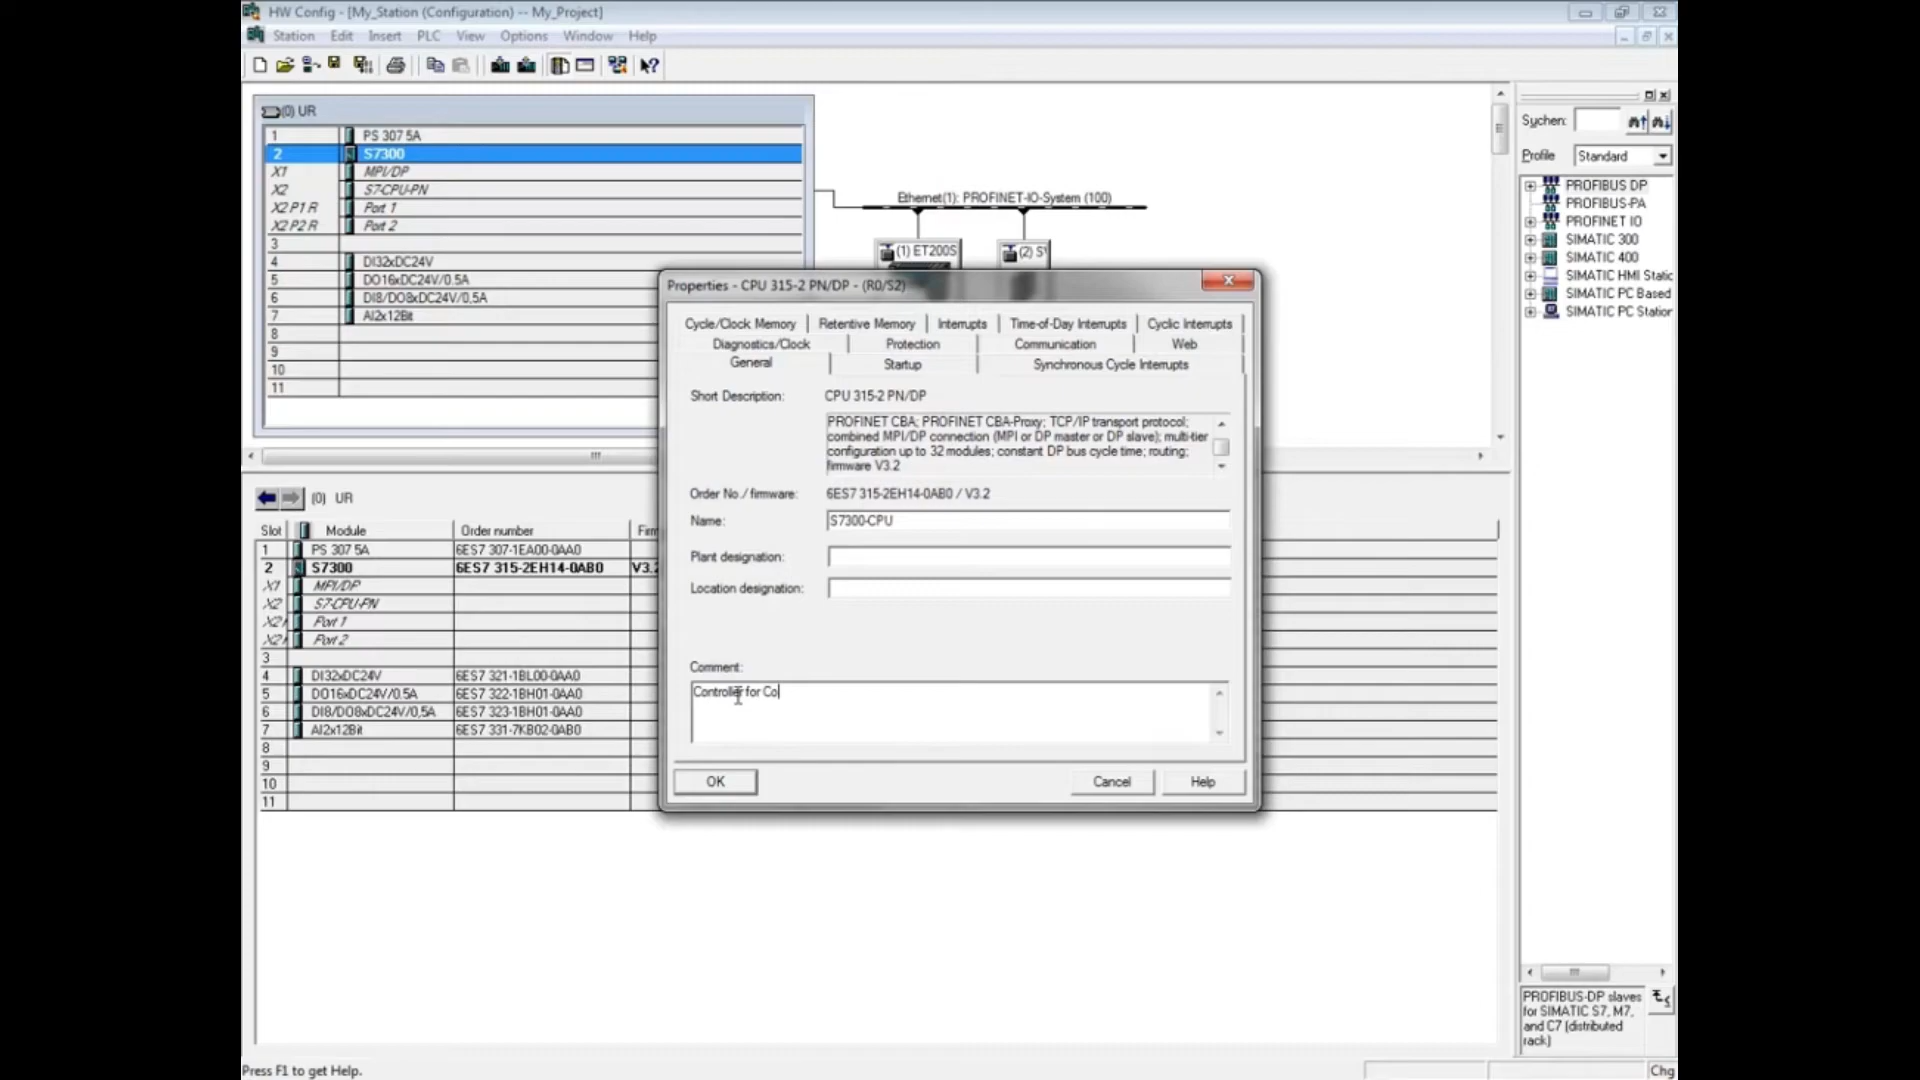 HW Config - [My_Station (Configuration) -- My_Project]
Station Edit Insert PLC View Options Window Help
(0) UR
1 PS 307 5A
2 S7300
X1 MPI/DP
X2 S7-CPU-PN
X2 P1 R Port 1
X2 P2 R Port 2
3
4 DI32xDC24V
5 DO16xDC24V/0.5A
6 DI8/DO8xDC24V/0,5A
7 AI2x12Bit
8
9
10
11
Ethernet(1): PROFINET-IO-System (100)
(1) ET200S
(2) S
Suchen:
Profile Standard
PROFIBUS DP
PROFIBUS-PA
PROFINET IO
SIMATIC 300
SIMATIC 400
SIMATIC HMI Static
SIMATIC PC Based
SIMATIC PC Station
Properties - CPU 315-2 PN/DP - (R0/S2)
Cycle/Clock Memory Retentive Memory Interrupts Time-of-Day Interrupts Cyclic Interrupts
Diagnostics/Clock Protection Communication Web
General Startup Synchronous Cycle Interrupts
Short Description: CPU 315-2 PN/DP
PROFINET CBA; PROFINET CBA-Proxy; TCP/IP transport protocol;
combined MPI/DP connection (MPI or DP master or DP slave); multi-tier
configuration up to 32 modules; constant DP bus cycle time; routing;
firmware V3.2
Order No./ firmware: 6ES7 315-2EH14-0AB0 / V3.2
Name: S7300-CPU
Plant designation:
Location designation:
Comment:
Controller for Co
OK Cancel Help
(0) UR
Slot Module Order number Firm
1 PS 307 5A 6ES7 307-1EA00-0AA0
2 S7300 6ES7 315-2EH14-0AB0 V3.2
X1 MPI/DP
X2 S7-CPU-PN
X2 Port 1
X2 Port 2
3
4 DI32xDC24V 6ES7 321-1BL00-0AA0
5 DO16xDC24V/0.5A 6ES7 322-1BH01-0AA0
6 DI8/DO8xDC24V/0,5A 6ES7 323-1BH01-0AA0
7 AI2x12Bit 6ES7 331-7KB02-0AB0
8
9
10
11
PROFIBUS-DP slaves
for SIMATIC S7, M7,
and C7 (distributed
rack)
Press F1 to get Help.
Chg